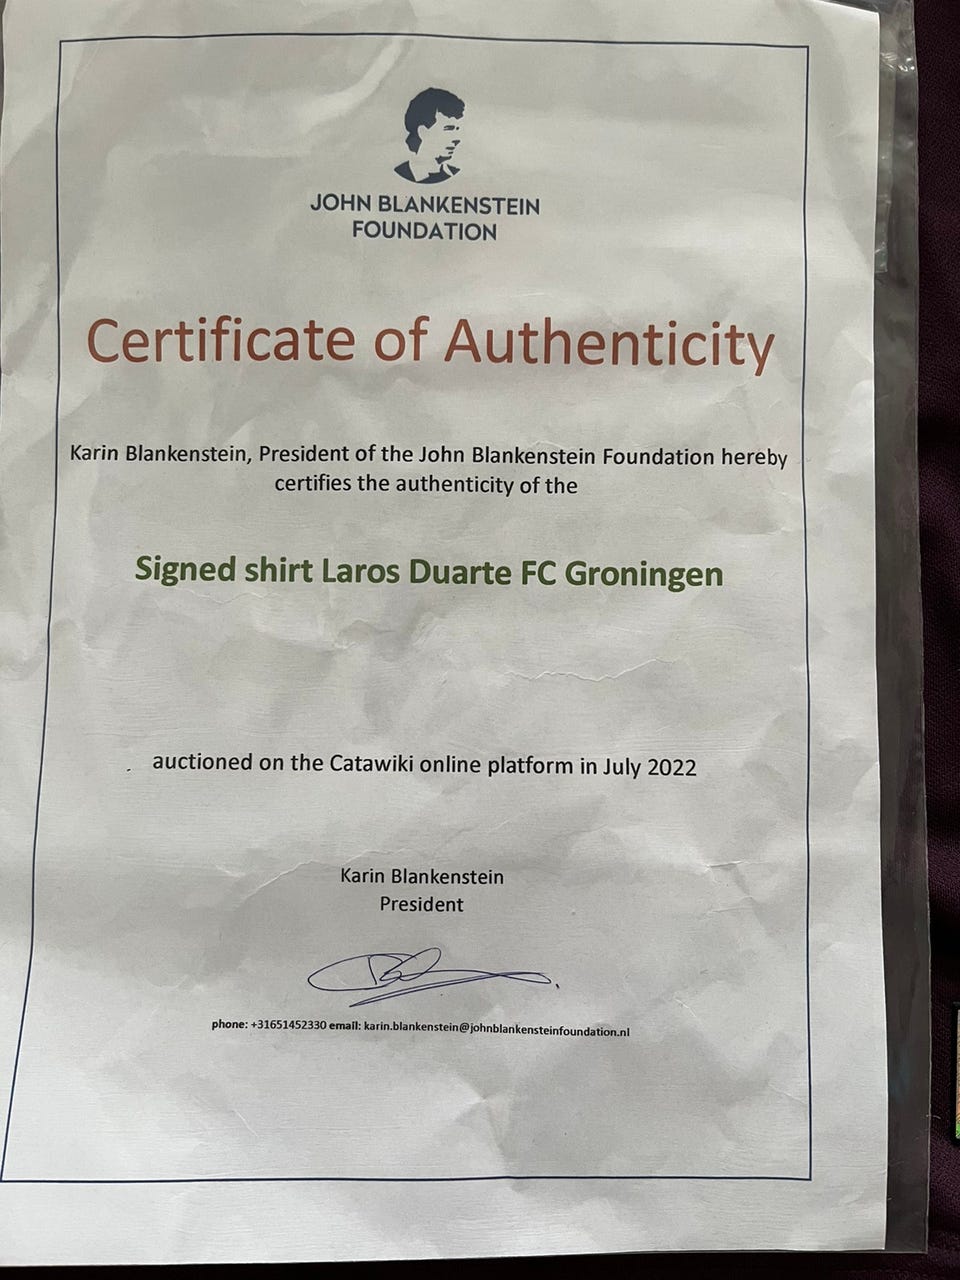 JOHN BLANKENSTEIN
FOUNDATION
Certificate of Authenticity
Karin Blankenstein, President of the John Blankenstein Foundation hereby
certifies the authenticity of the
Signed shirt Laros Duarte FC Groningen
auctioned on the Catawiki online platform in July 2022
Karin Blankenstein
President
phone: +31651452330 email: karin.blankenstein@johnblankensteinfoundation.nl